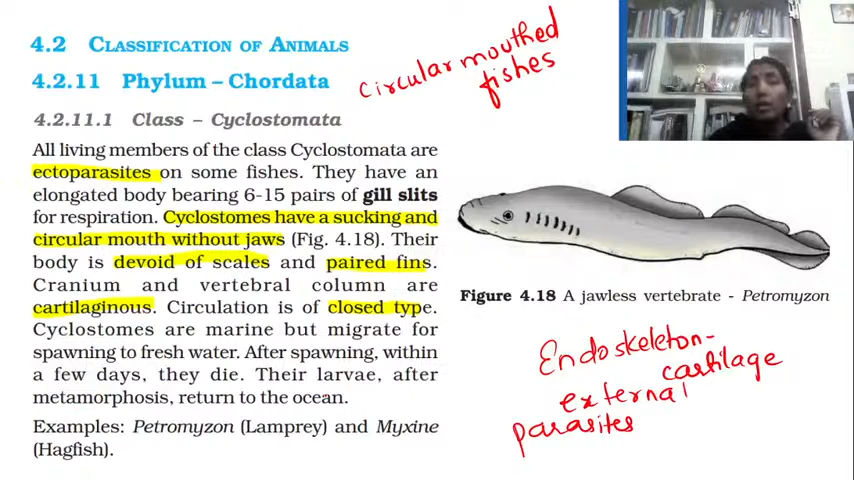 4.2 CLASSIFICATION OF ANIMALS
4.2.11 Phylum – Chordata
4.2.11.1 Class – Cyclostomata
All living members of the class Cyclostomata are
ectoparasites on some fishes. They have an
elongated body bearing 6-15 pairs of gill slits
for respiration. Cyclostomes have a sucking and
circular mouth without jaws (Fig. 4.18). Their
body is devoid of scales and paired fins.
Cranium and vertebral column are
cartilaginous. Circulation is of closed type.
Cyclostomes are marine but migrate for
spawning to fresh water. After spawning, within
a few days, they die. Their larvae, after
metamorphosis, return to the ocean.
Examples: Petromyzon (Lamprey) and Myxine
(Hagfish).
circular mouthed
fishes
Figure 4.18 A jawless vertebrate - Petromyzon
Endoskeleton-
cartilage
external
parasites